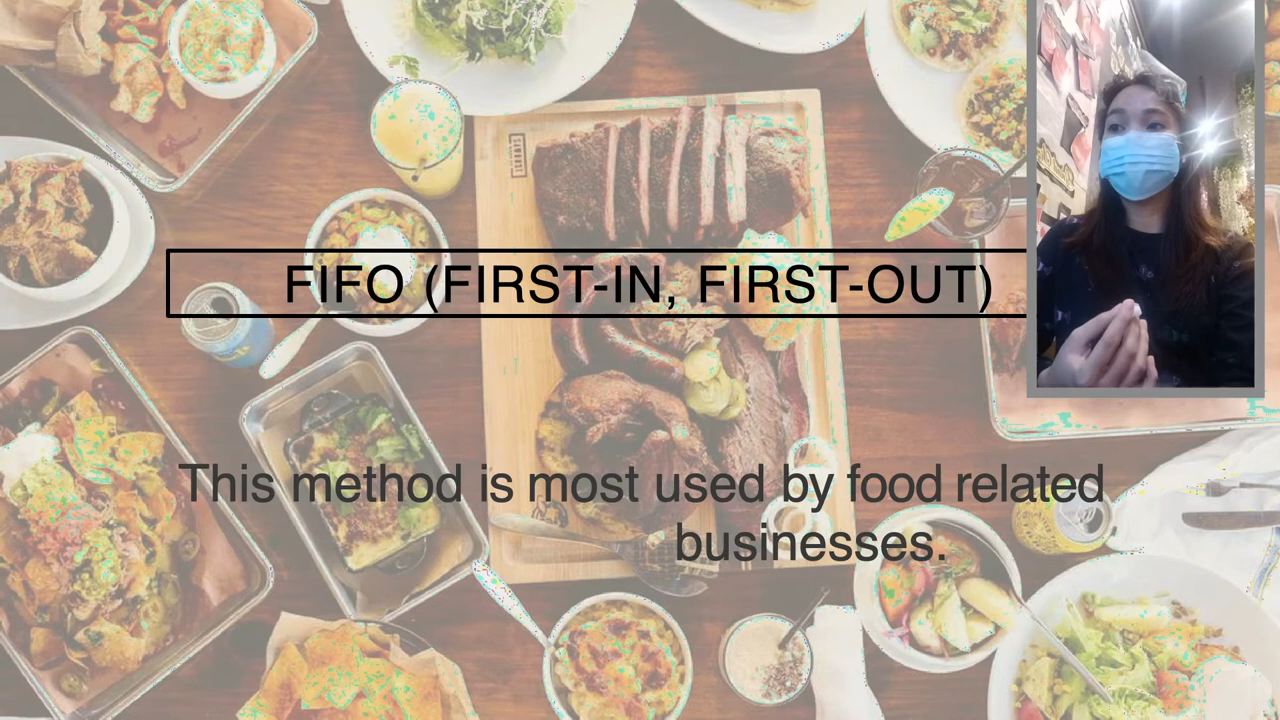 FIFO (FIRST-IN, FIRST-OUT)
This method is most used by food related
businesses.